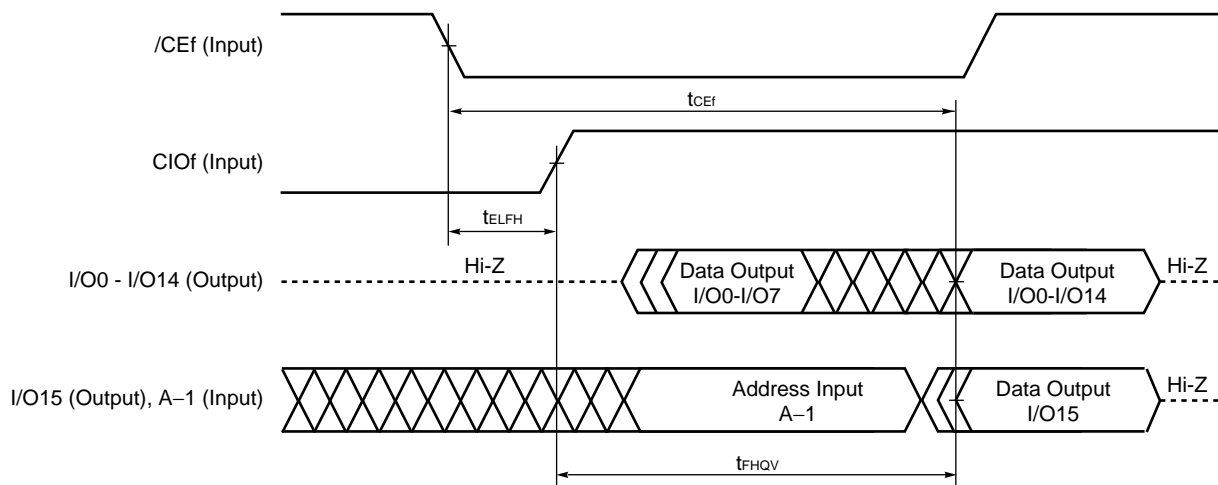 /CEf (Input)
tCEf
CIOf (Input)
tELFH
I/O0 - I/O14 (Output)
Hi-Z
Data Output
I/O0-I/O7
Data Output
I/O0-I/O14
Hi-Z
I/O15 (Output), A−1 (Input)
Address Input
A−1
Data Output
I/O15
Hi-Z
tFHQV